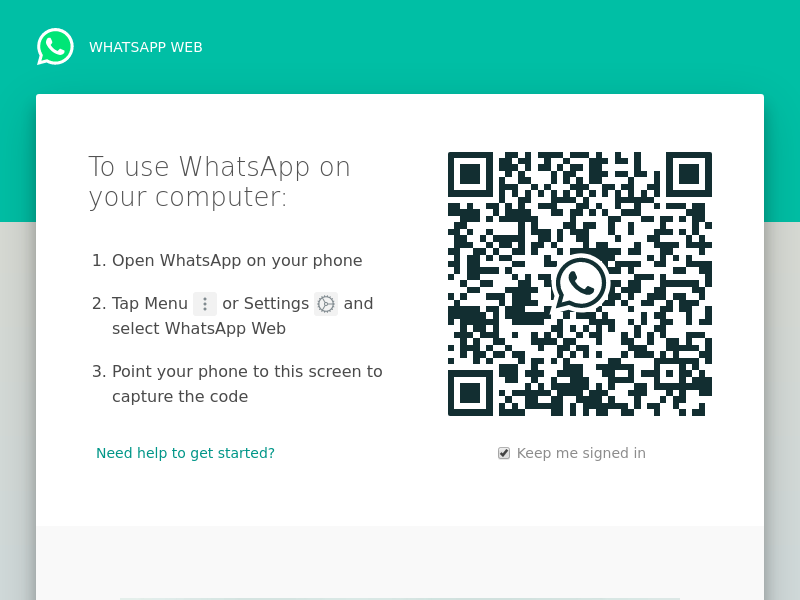 WHATSAPP WEB
To use WhatsApp on
your computer:
1. Open WhatsApp on your phone
2. Tap Menu or Settings and
select WhatsApp Web
3. Point your phone to this screen to
capture the code
Need help to get started?
Keep me signed in